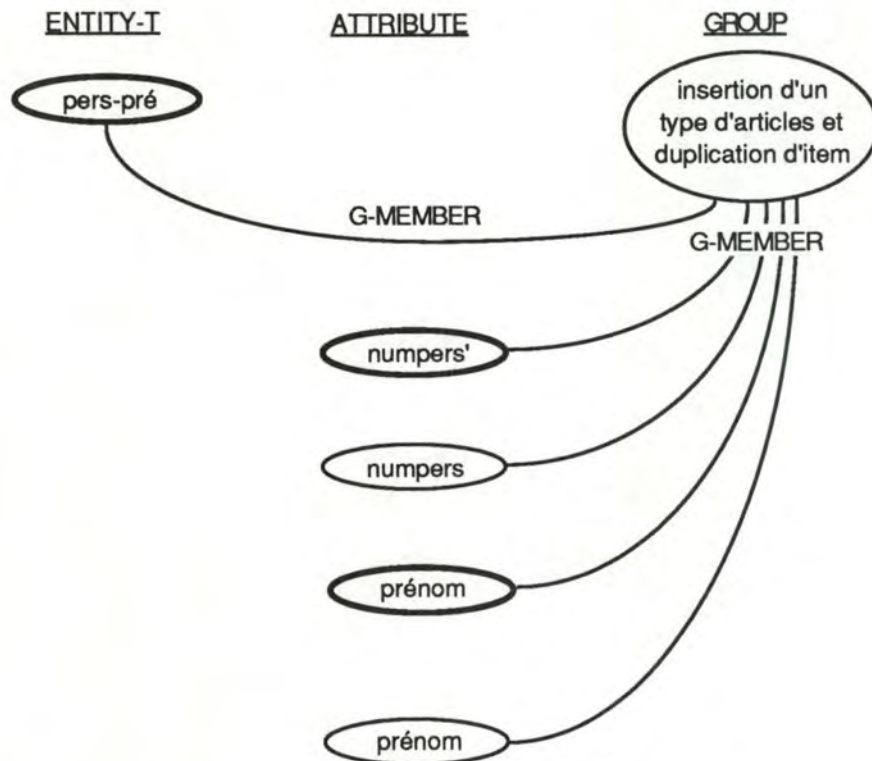 ENTITY-T ATTRIBUTE GROUP
pers-pré
insertion d'un
type d'articles et
duplication d'item
G-MEMBER
G-MEMBER
numpers'
numpers
prénom
prénom